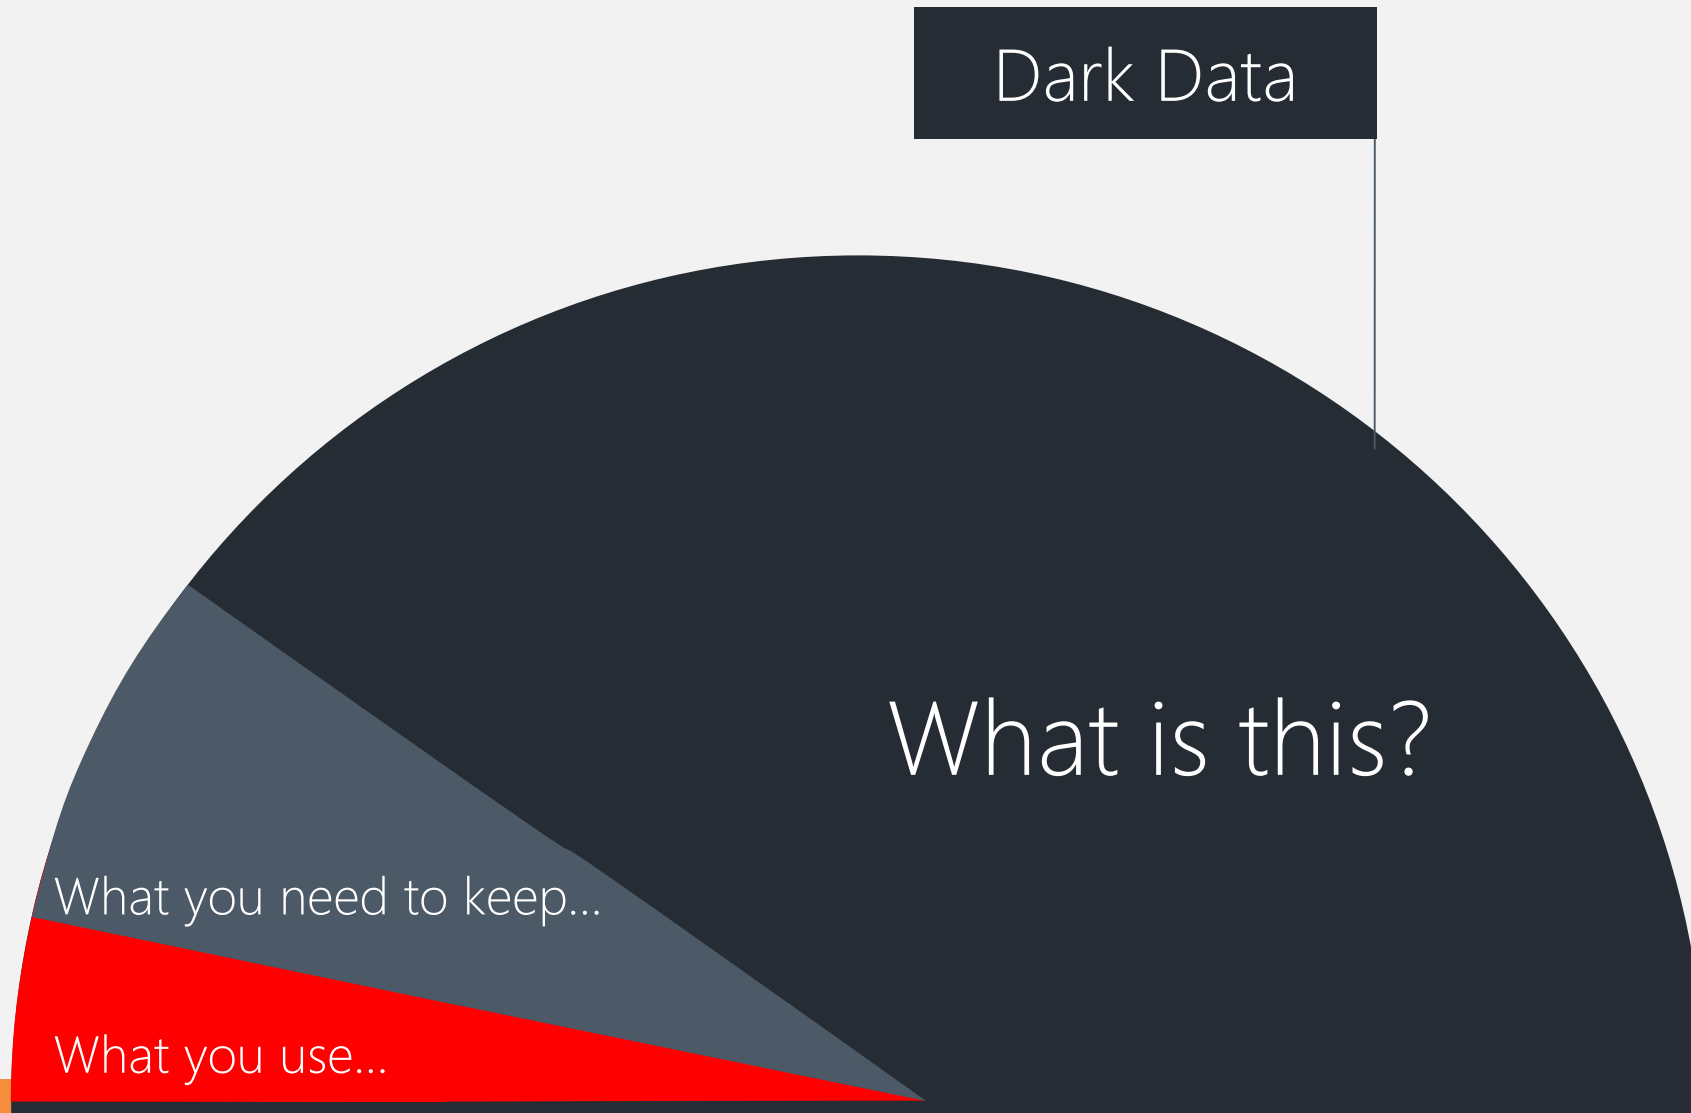 Dark Data
What is this?
What you need to keep...
What you use...